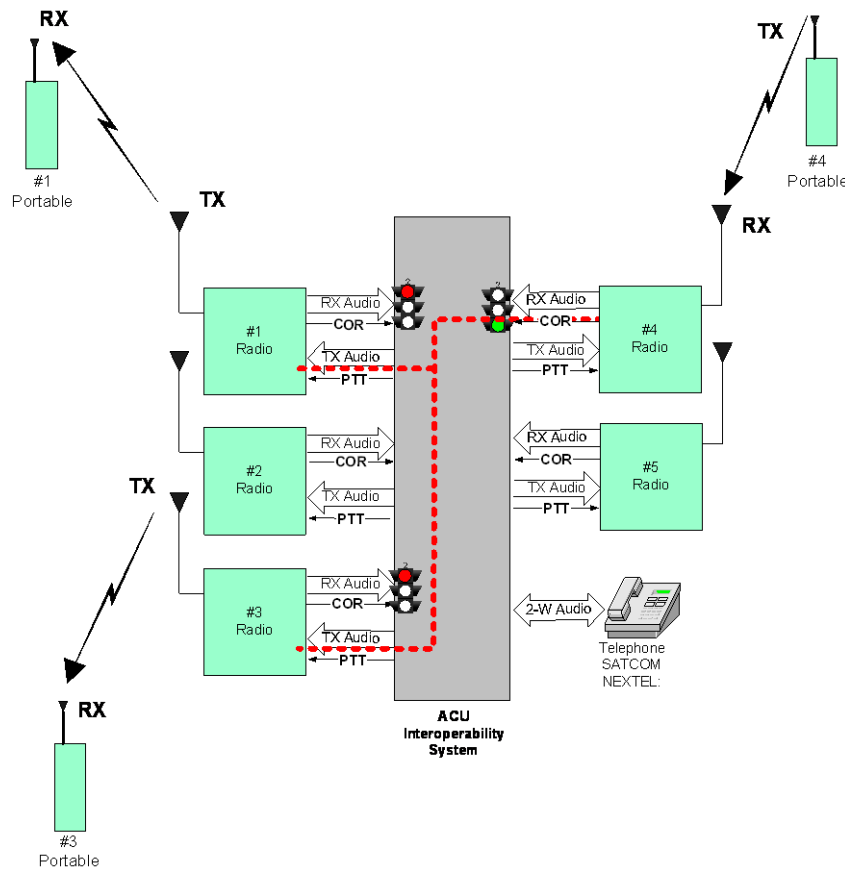 RX
#1
Portable
TX
#4
Portable
TX
RX
#1
Radio
RX Audio
COR
TX Audio
PTT
2
2
RX Audio
COR
TX Audio
PTT
#4
Radio
#2
Radio
RX Audio
COR
TX Audio
PTT
RX Audio
COR
TX Audio
PTT
#5
Radio
TX
#3
Radio
RX Audio
COR
TX Audio
PTT
2
2-W Audio
Telephone
SATCOM
NEXTEL:
RX
#3
Portable
ACU
Interoperability
System